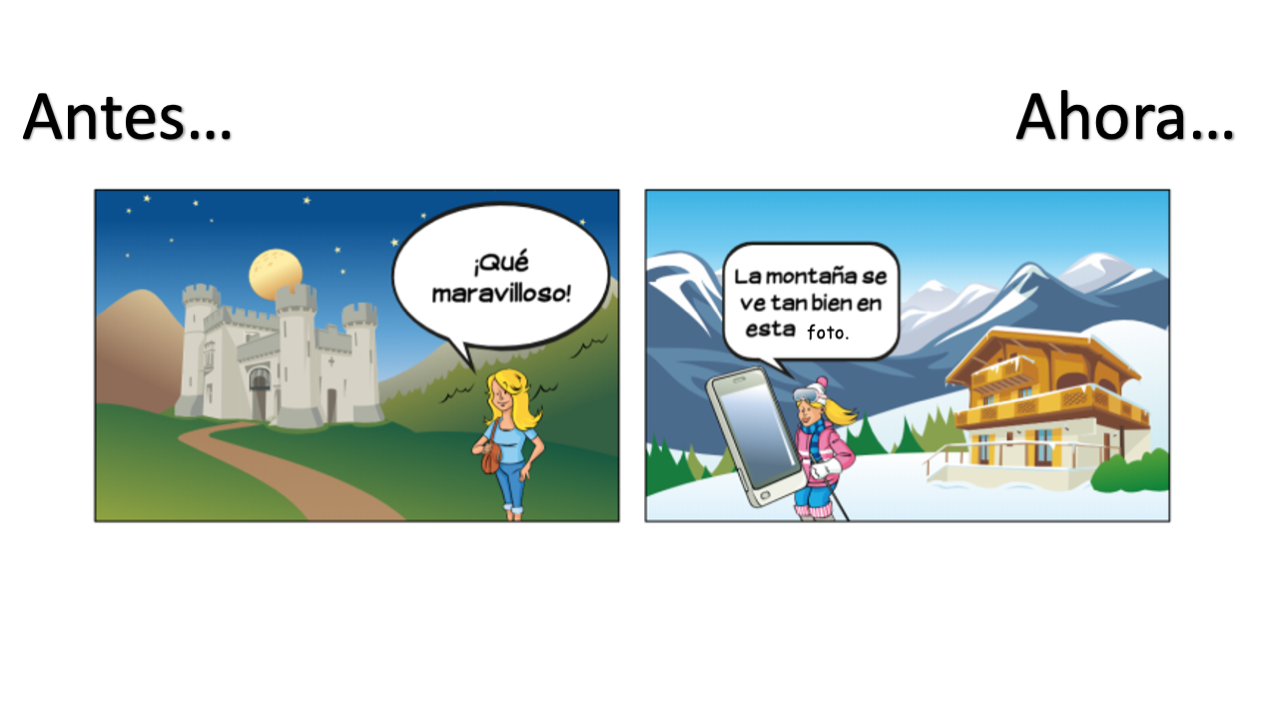 Antes...
Ahora...
¡Qué
maravilloso!
La montaña se
ve tan bien en
esta foto.